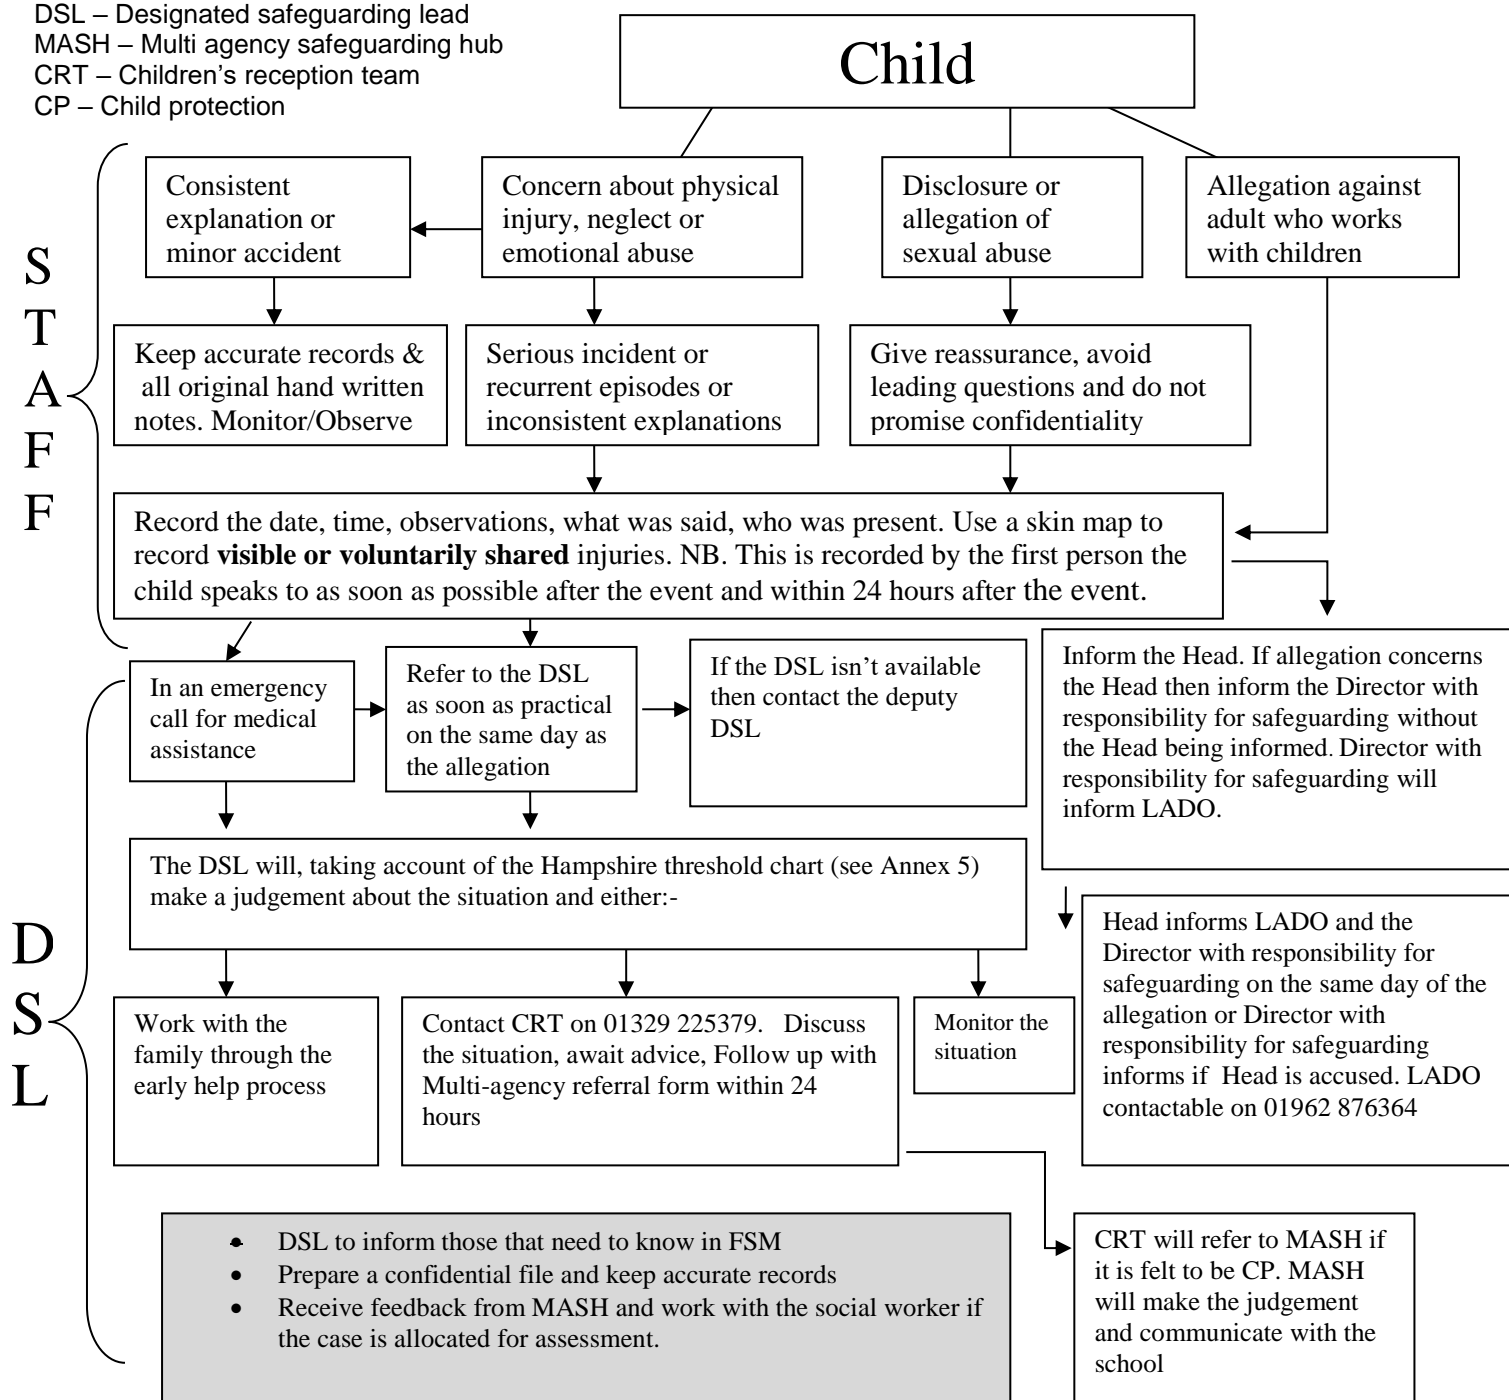 DSL – Designated safeguarding lead
MASH – Multi agency safeguarding hub
CRT – Children's reception team
CP – Child protection
Child
S
T
A
F
F
Consistent
explanation or
minor accident
Concern about physical
injury, neglect or
emotional abuse
Disclosure or
allegation of
sexual abuse
Allegation against
adult who works
with children
Keep accurate records &
all original hand written
notes. Monitor/Observe
Serious incident or
recurrent episodes or
inconsistent explanations
Give reassurance, avoid
leading questions and do not
promise confidentiality
Record the date, time, observations, what was said, who was present. Use a skin map to
record visible or voluntarily shared injuries. NB. This is recorded by the first person the
child speaks to as soon as possible after the event and within 24 hours after the event.
D
S
L
In an emergency
call for medical
assistance
Refer to the DSL
as soon as practical
on the same day as
the allegation
If the DSL isn't available
then contact the deputy
DSL
Inform the Head. If allegation concerns
the Head then inform the Director with
responsibility for safeguarding without
the Head being informed. Director with
responsibility for safeguarding will
inform LADO.
The DSL will, taking account of the Hampshire threshold chart (see Annex 5)
make a judgement about the situation and either:-
Head informs LADO and the
Director with responsibility for
safeguarding on the same day of the
allegation or Director with
responsibility for safeguarding
informs if Head is accused. LADO
contactable on 01962 876364
Work with the
family through the
early help process
Contact CRT on 01329 225379. Discuss
the situation, await advice, Follow up with
Multi-agency referral form within 24
hours
Monitor the
situation
• DSL to inform those that need to know in FSM
• Prepare a confidential file and keep accurate records
• Receive feedback from MASH and work with the social worker if
the case is allocated for assessment.
CRT will refer to MASH if
it is felt to be CP. MASH
will make the judgement
and communicate with the
school